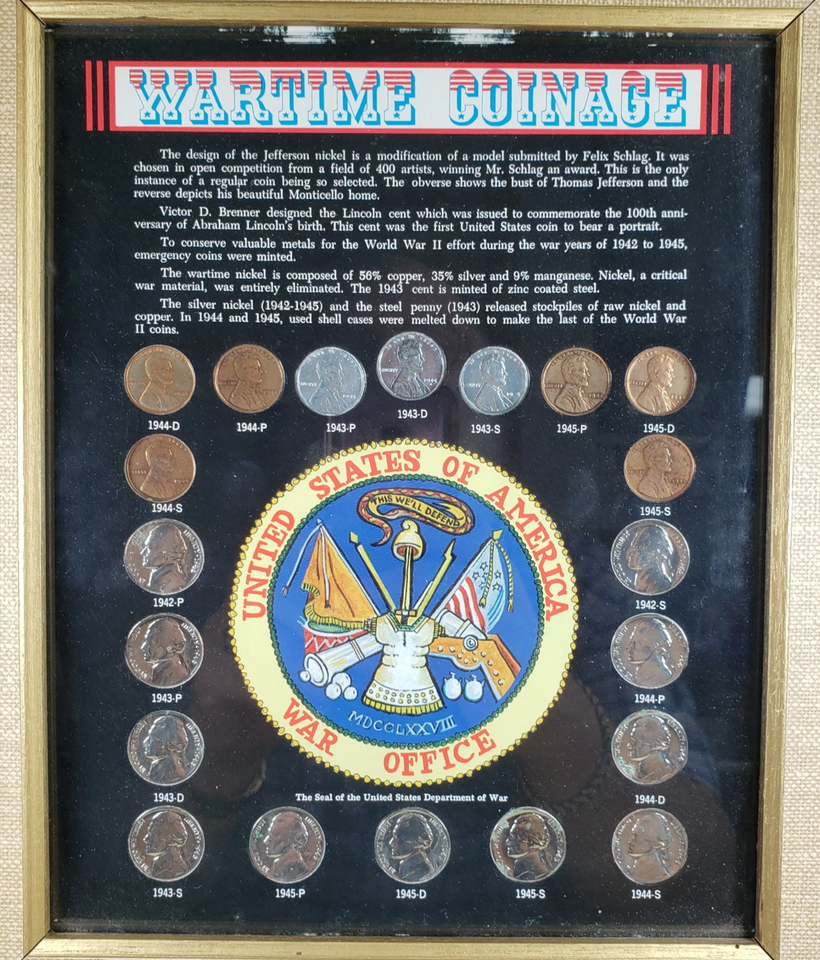 WARTIME COINAGE
The design of the Jefferson nickel is a modification of a model submitted by Felix Schlag. It was
chosen in open competition from a field of 400 artists, winning Mr. Schlag an award. This is the only
instance of a regular coin being so selected. The obverse shows the bust of Thomas Jefferson and the
reverse depicts his beautiful Monticello home.
Victor D. Brenner designed the Lincoln cent which was issued to commemorate the 100th anni-
versary of Abraham Lincoln's birth. This cent was the first United States coin to bear a portrait.
To conserve valuable metals for the World War II effort during the war years of 1942 to 1945,
emergency coins were minted.
The wartime nickel is composed of 56% copper, 35% silver and 9% manganese. Nickel, a critical
war material, was entirely eliminated. The 1943 cent is minted of zinc coated steel.
The silver nickel (1942-1945) and the steel penny (1943) released stockpiles of raw nickel and
copper. In 1944 and 1945, used shell cases were melted down to make the last of the World War
II coins.
1944-D 1944-P 1943-P 1943-D 1943-S 1945-P 1945-D
1944-S 1945-S
UNITED STATES OF AMERICA
THIS WE'LL DEFEND
1942-P 1942-S
1943-P 1944-P
MDCCLXXVIII
WAR OFFICE
1943-D 1944-D
The Seal of the United States Department of War
1943-S 1945-P 1945-D 1945-S 1944-S